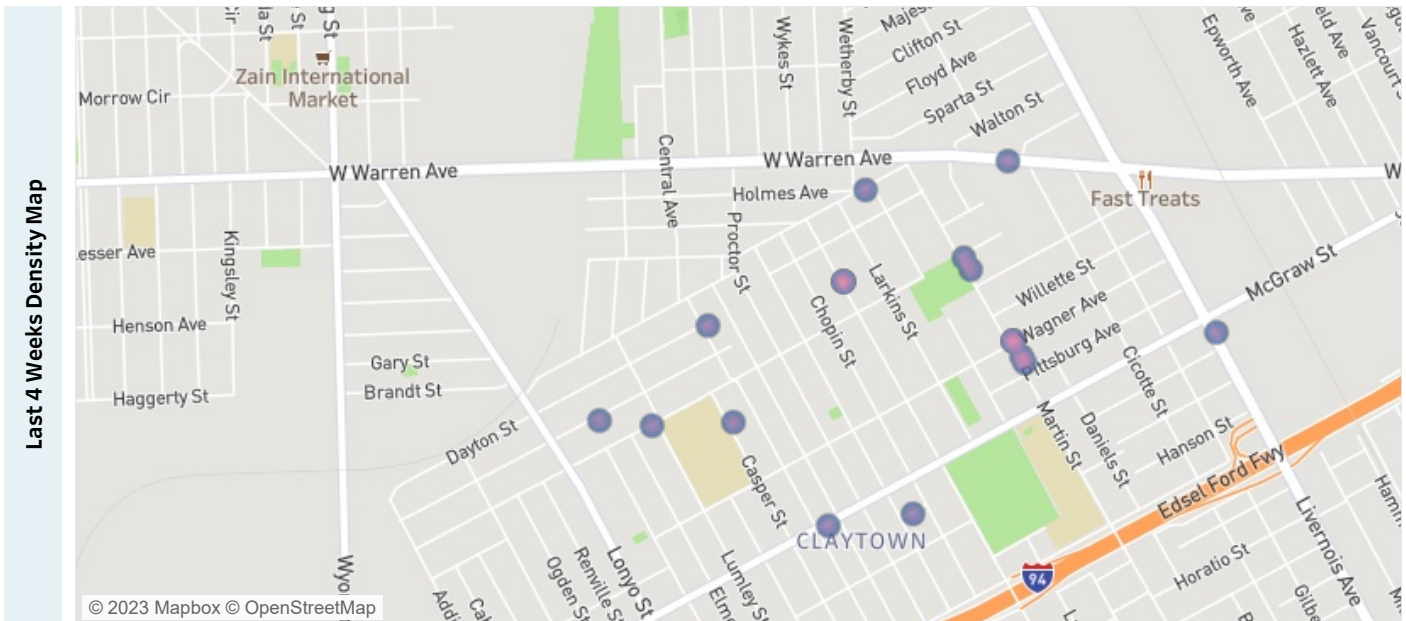 Last 4 Weeks Density Map
Zain International
Market
Morrow Cir
W Warren Ave
Kingsley St
Henson Ave
Haggerty St
Gary St
Brandt St
Dayton St
Central Ave
Proctor St
Holmes Ave
W Warren Ave
Wykes St
Wetherby St
Clifton St
Floyd Ave
Sparta St
Walton St
Epworth Ave
Hazlett Ave
Fast Treats
McGraw St
Larkins St
Chopin St
Willette St
Wagner Ave
Pittsburg Ave
Cicotte St
Martin St
Daniels St
Hanson St
Edsel Ford Fwy
Livernois Ave
Horatio St
Casper St
CLAYTOWN
94
Lumley St
Lonyo St
Renville St
Ogden St
© 2023 Mapbox © OpenStreetMap